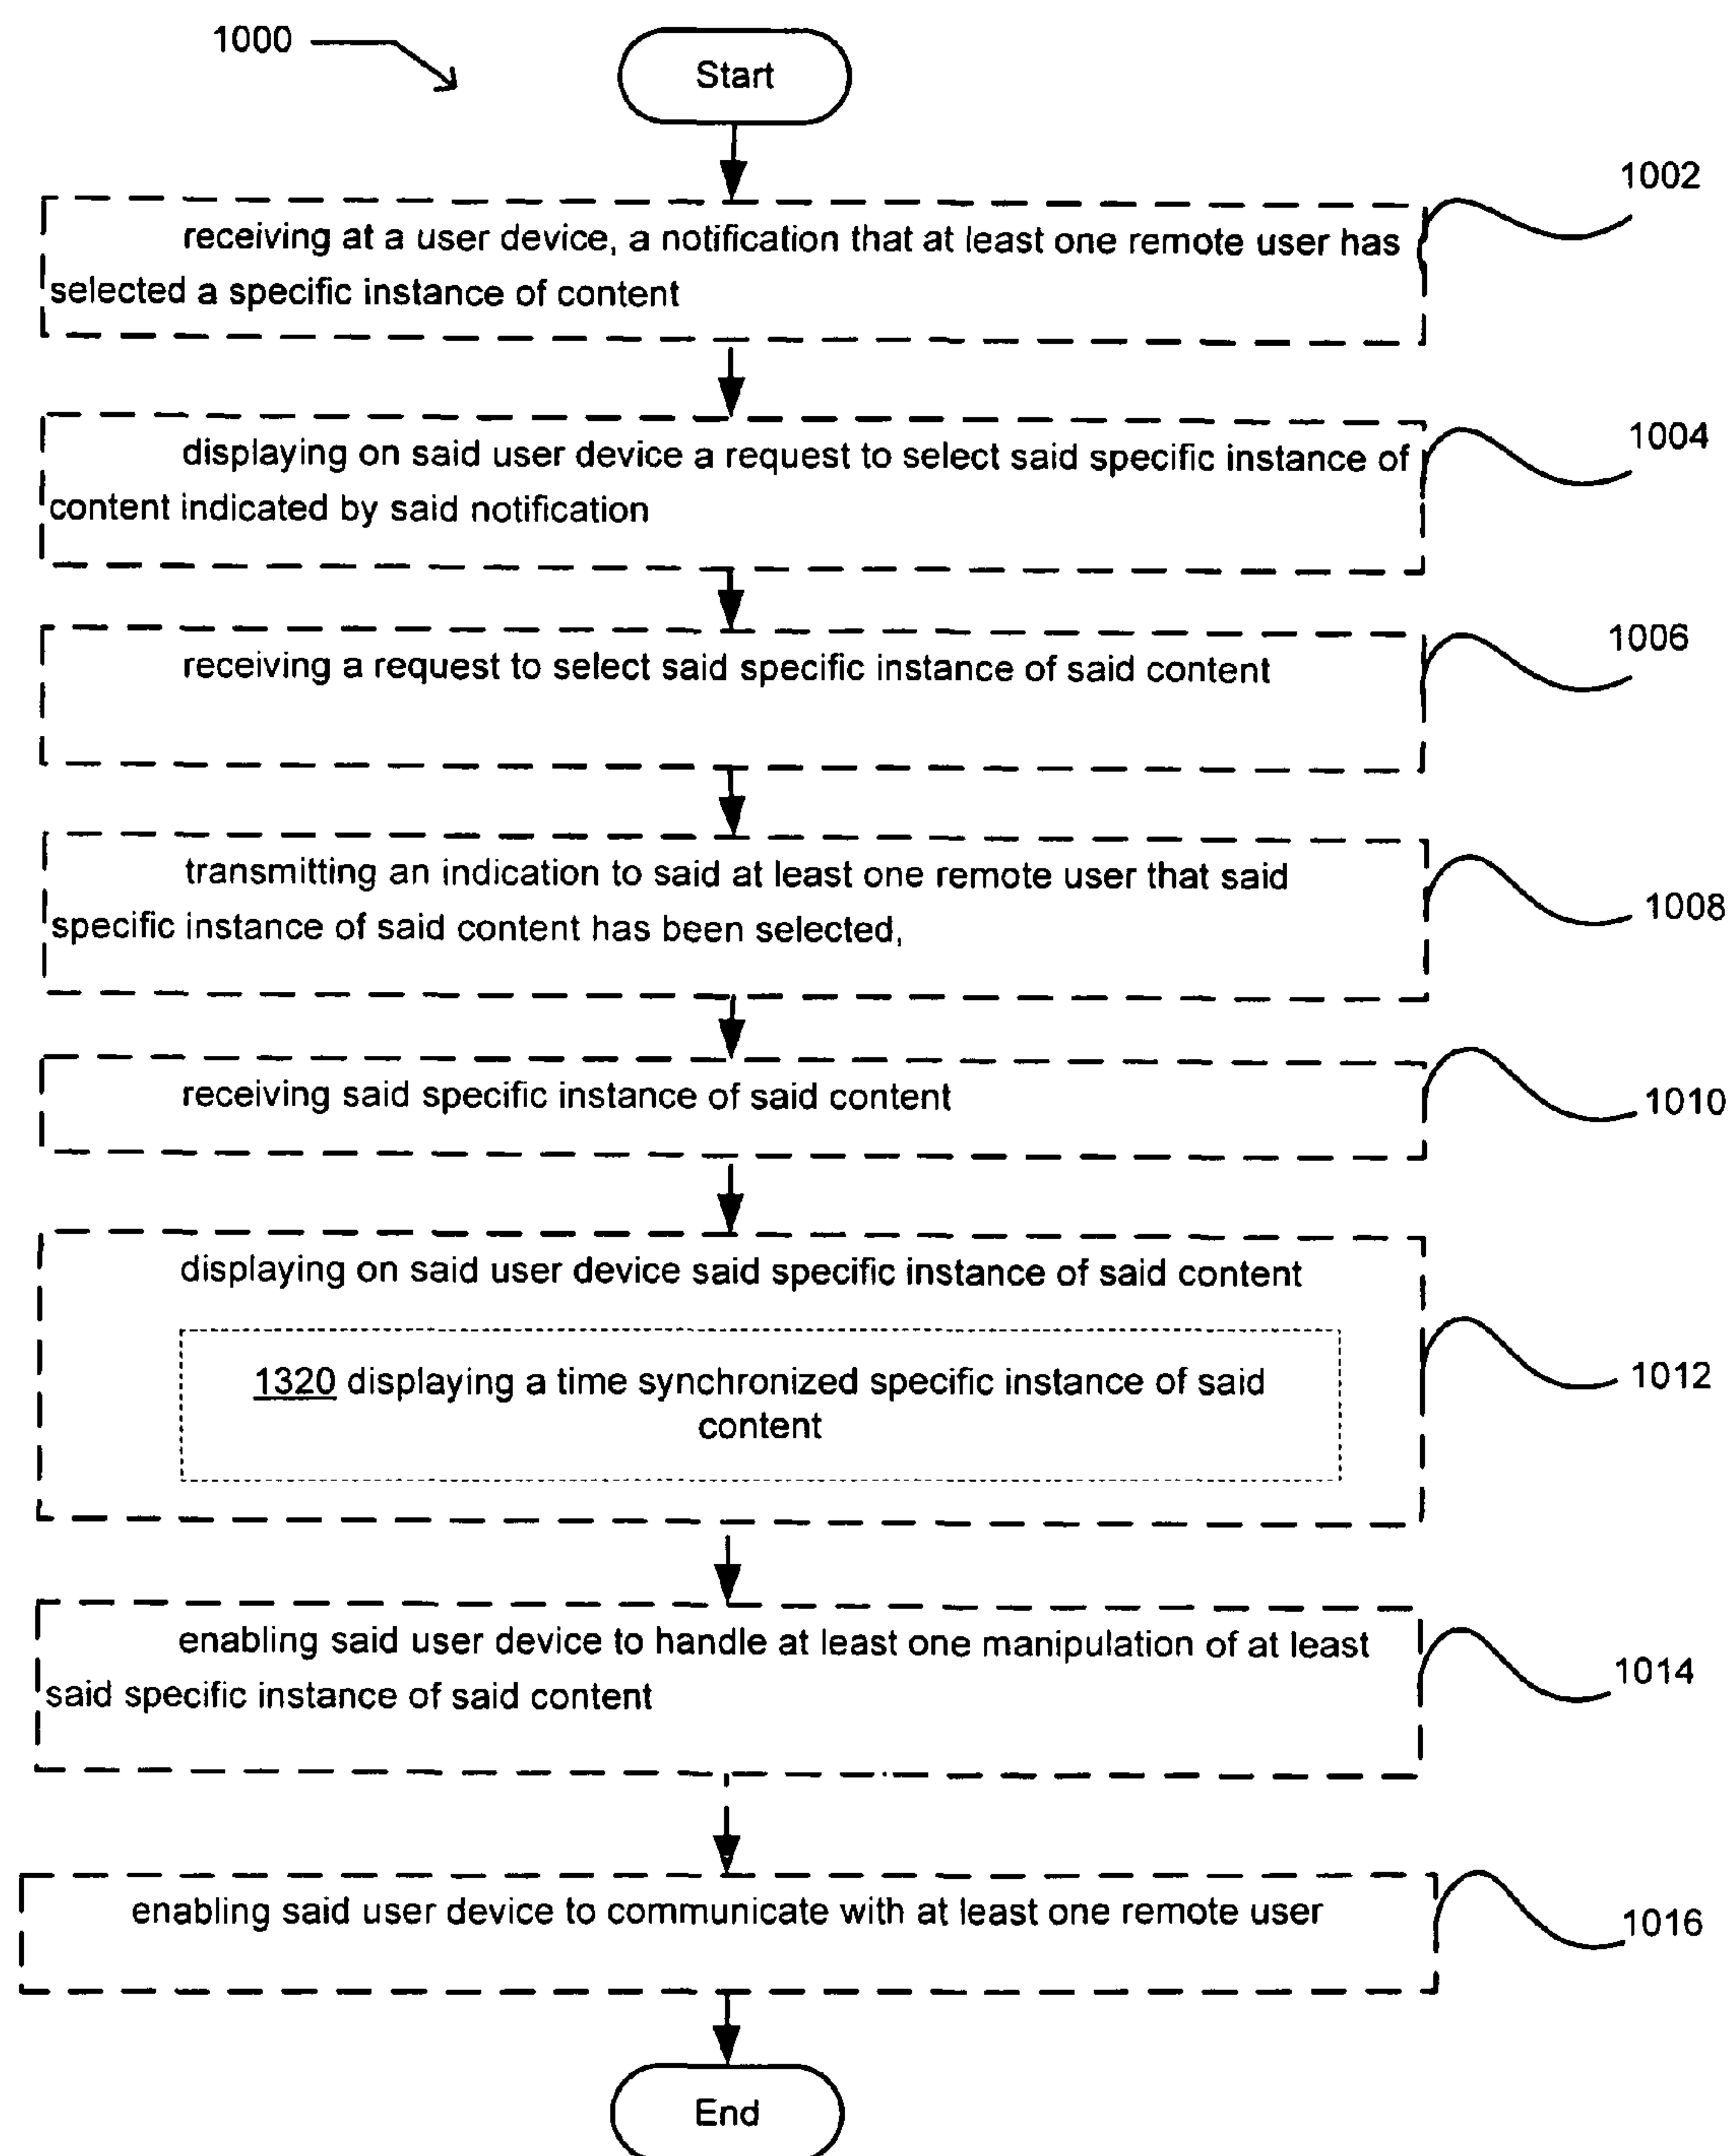 1000
Start
1002
receiving at a user device, a notification that at least one remote user has
selected a specific instance of content
1004
displaying on said user device a request to select said specific instance of
content indicated by said notification
1006
receiving a request to select said specific instance of said content
transmitting an indication to said at least one remote user that said
1008
specific instance of said content has been selected,
receiving said specific instance of said content
1010
displaying on said user device said specific instance of said content
1320 displaying a time synchronized specific instance of said
content
1012
enabling said user device to handle at least one manipulation of at least
1014
said specific instance of said content
enabling said user device to communicate with at least one remote user
1016
End